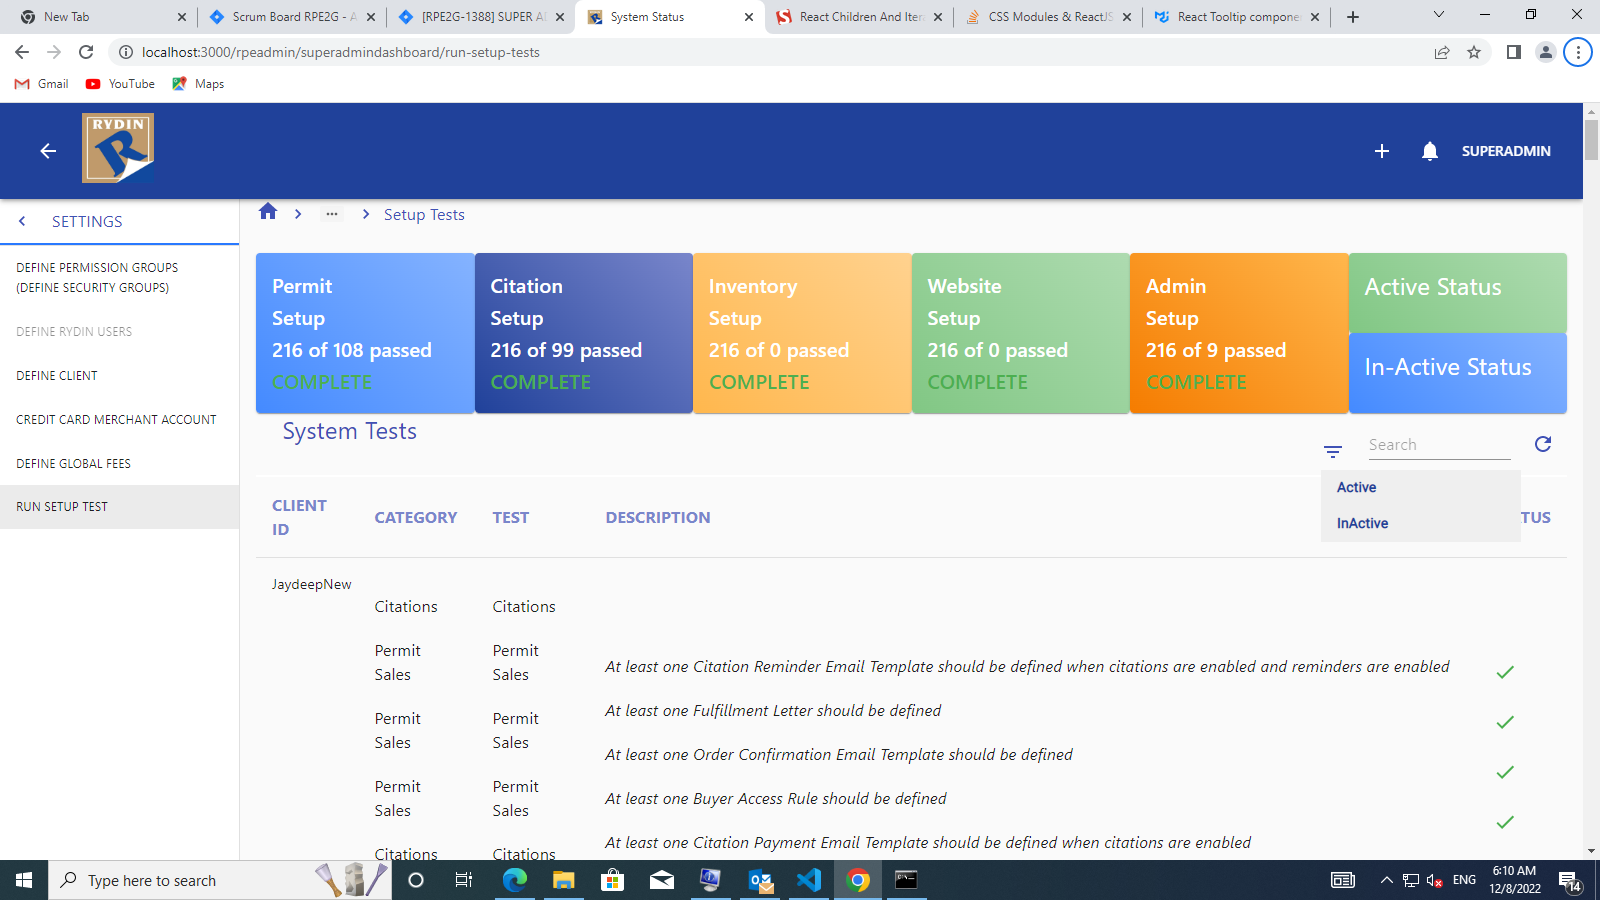 New Tab
Scrum Board RPE2G - A
[RPE2G-1388] SUPER A
System Status
React Children And Iter
CSS Modules & ReactJS
React Tooltip compone
localhost:3000/rpeadmin/superadmindashboard/run-setup-tests
Gmail
YouTube
Maps
RYDIN
R
SUPERADMIN
SETTINGS
Setup Tests
DEFINE PERMISSION GROUPS
(DEFINE SECURITY GROUPS)
DEFINE RYDIN USERS
DEFINE CLIENT
CREDIT CARD MERCHANT ACCOUNT
DEFINE GLOBAL FEES
RUN SETUP TEST
Permit
Setup
216 of 108 passed
COMPLETE
Citation
Setup
216 of 99 passed
COMPLETE
Inventory
Setup
216 of 0 passed
COMPLETE
Website
Setup
216 of 0 passed
COMPLETE
Admin
Setup
216 of 9 passed
COMPLETE
Active Status
In-Active Status
System Tests
Search
Active
InActive
CLIENT
ID
CATEGORY
TEST
DESCRIPTION
TUS
JaydeepNew
Citations
Citations
Permit
Sales
Permit
Sales
At least one Citation Reminder Email Template should be defined when citations are enabled and reminders are enabled
At least one Fulfillment Letter should be defined
Permit
Sales
Permit
Sales
At least one Order Confirmation Email Template should be defined
Permit
Sales
Permit
Sales
At least one Buyer Access Rule should be defined
At least one Citation Payment Email Template should be defined when citations are enabled
Citations
Citations
Type here to search
ENG
6:10 AM
12/8/2022
14